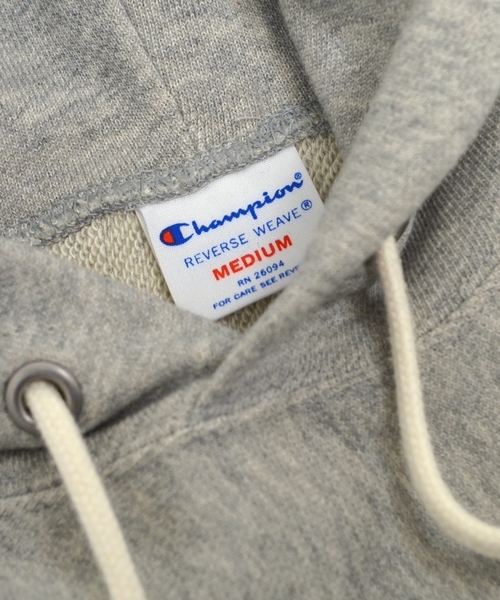 Champion®
REVERSE WEAVE®
MEDIUM
RN 26094
FOR CARE SEE